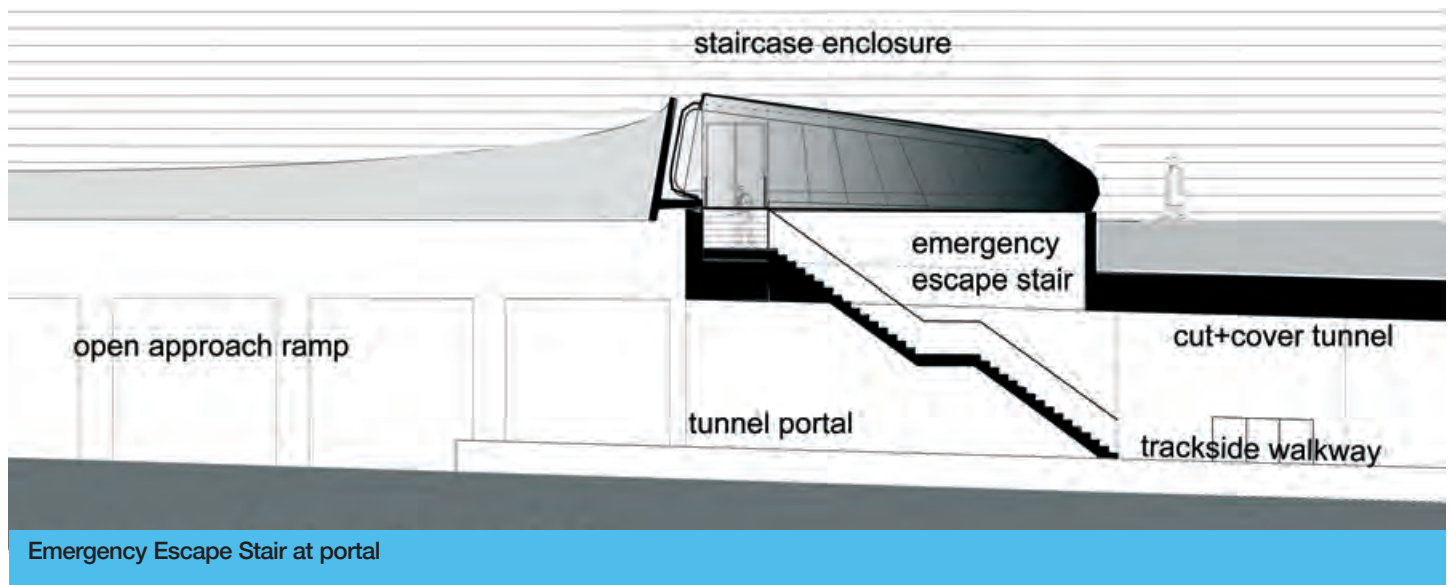 staircase enclosure
emergency
escape stair
open approach ramp
cut+cover tunnel
tunnel portal
trackside walkway
Emergency Escape Stair at portal